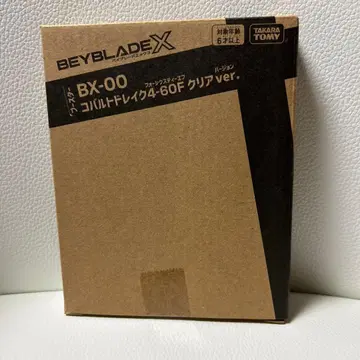 BEYBLADE X
ベイブレードエックス
対象年齢
6才以上
TAKARA
TOMY
ブースター
BX-00
フォーシックスティーエフ
バージョン
コバルトドレイク4-60F クリアver.